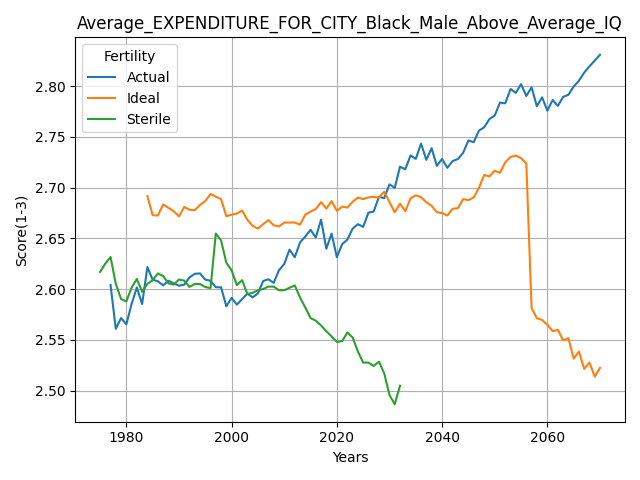 Average_EXPENDITURE_FOR_CITY_Black_Male_Above_Average_IQ
Fertility
Actual
Ideal
Sterile
Score(1-3)
2.80
2.75
2.70
2.65
2.60
2.55
2.50
1980 2000 2020 2040 2060
Years